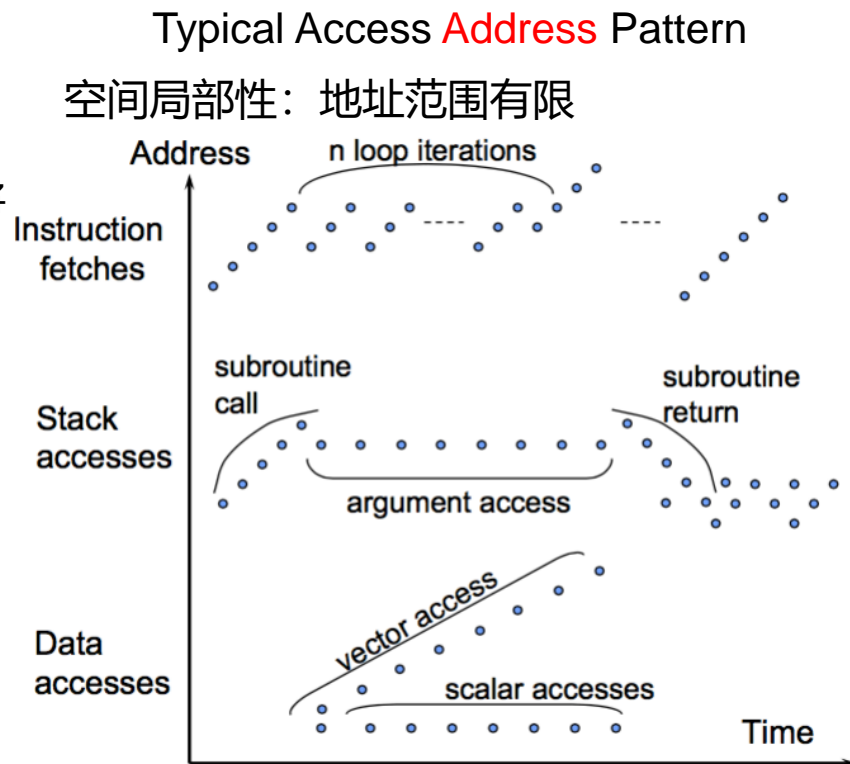 Typical Access Address Pattern
空间局部性：地址范围有限
Address
n loop iterations
Instruction
fetches
subroutine
call
subroutine
return
Stack
accesses
argument access
vector access
Data
accesses
scalar accesses
Time